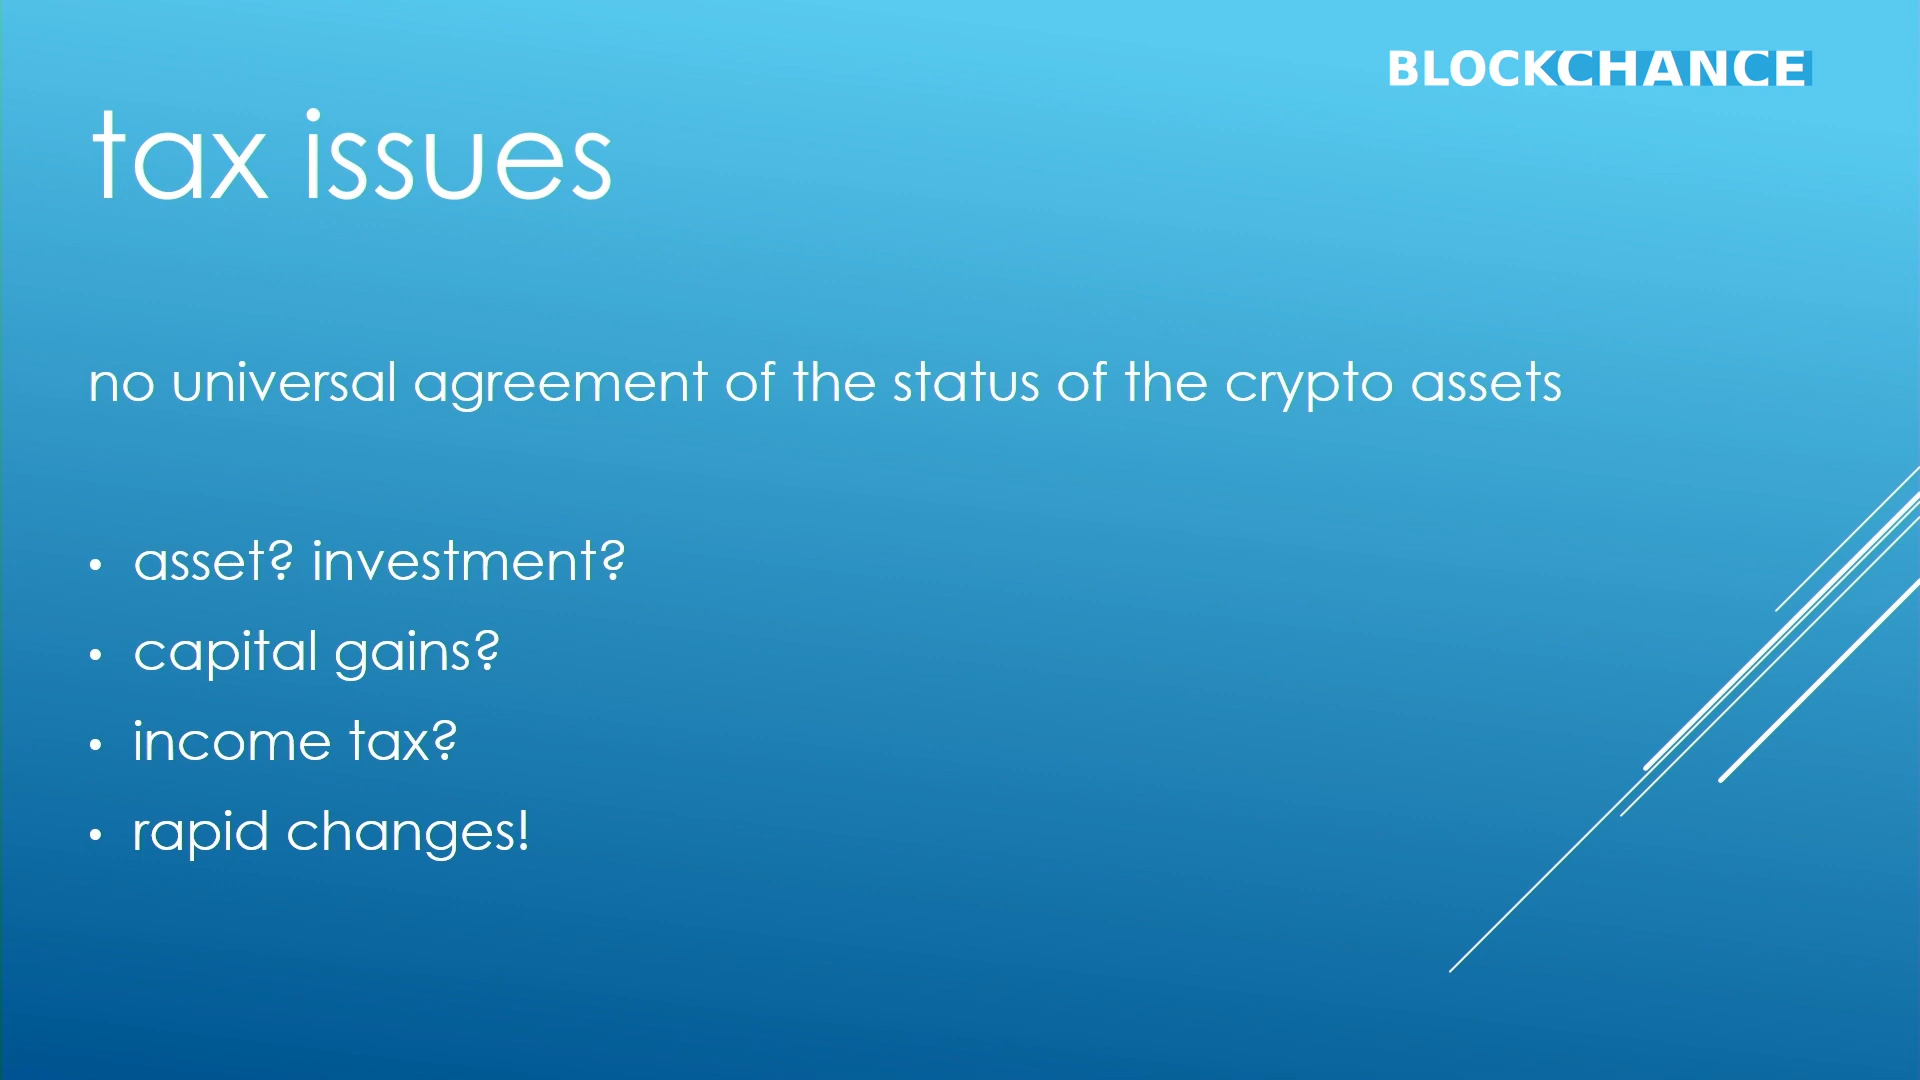 BLOCKCHANCE
tax issues
no universal agreement of the status of the crypto assets
• asset? investment?
• capital gains?
• income tax?
• rapid changes!